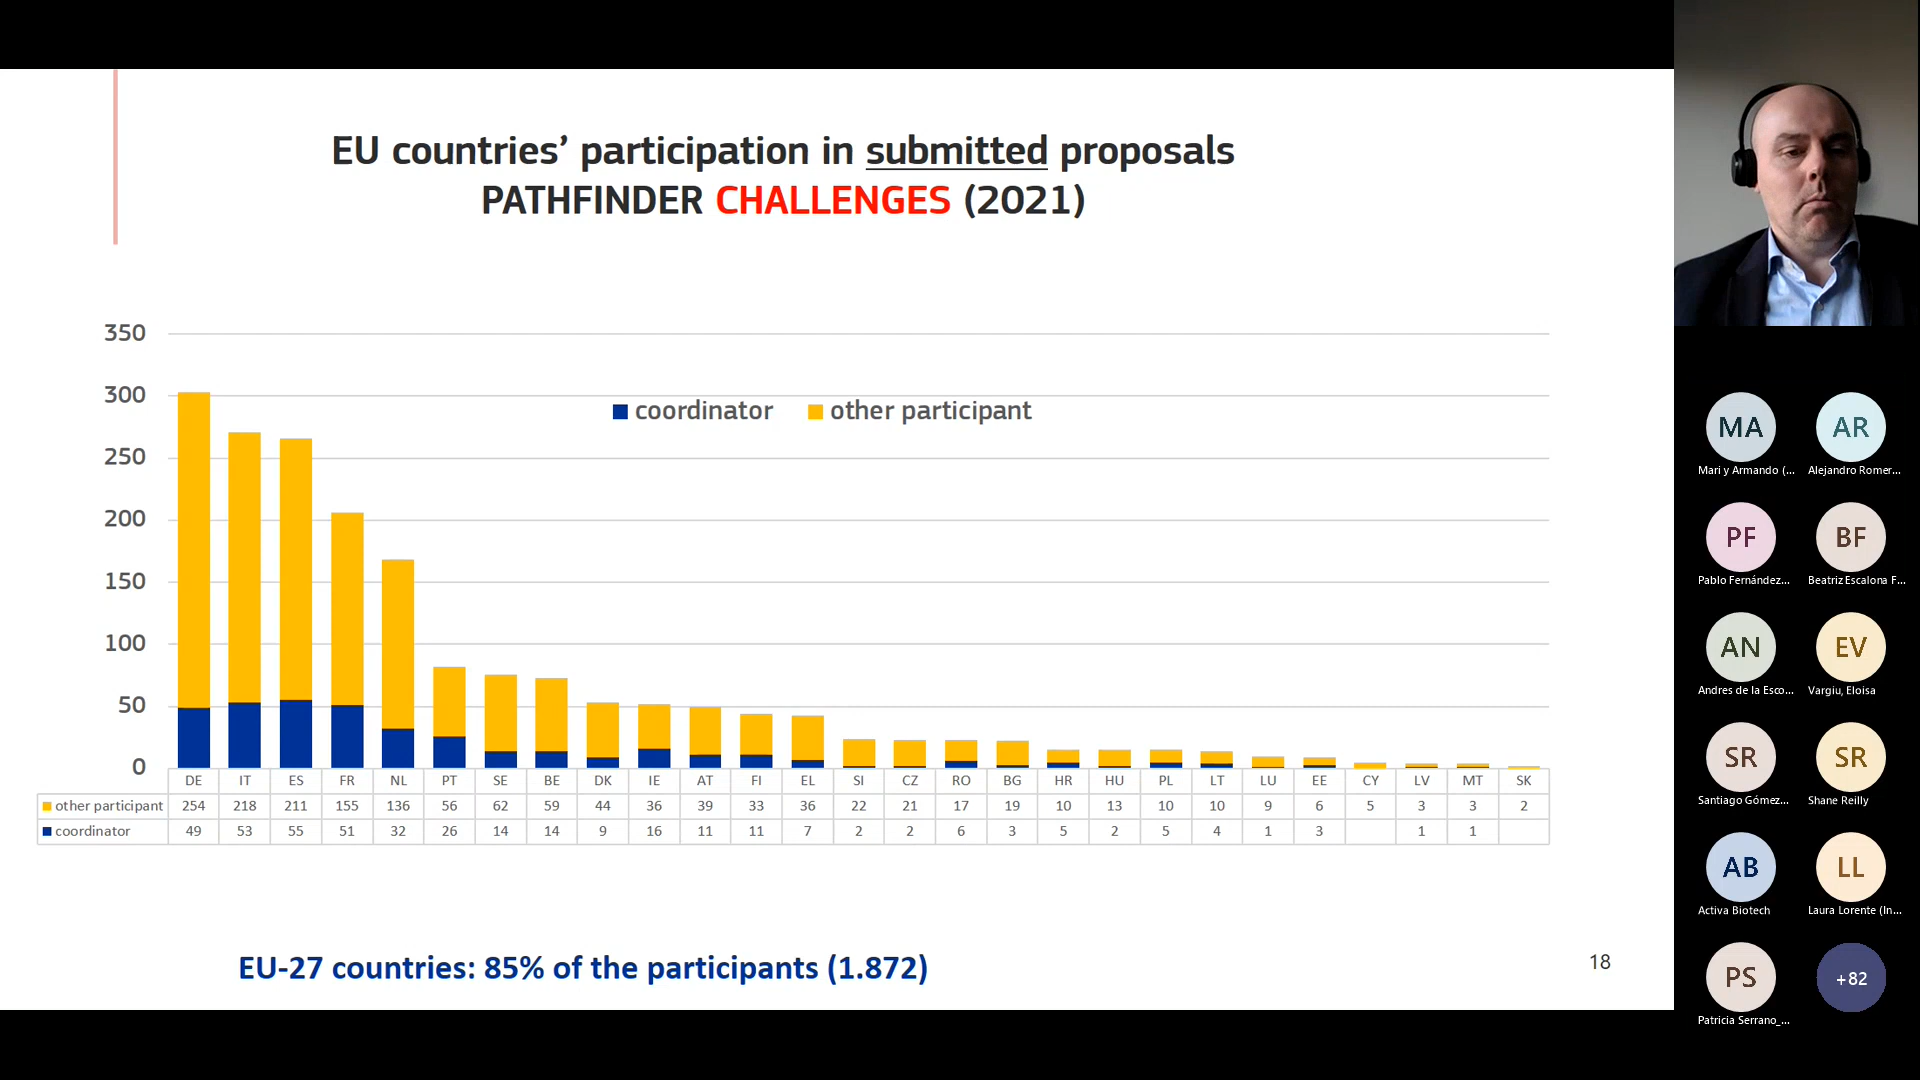 EU countries’ participation in submitted proposals
PATHFINDER CHALLENGES (2021)
350
300
250
200
150
100
50
0
coordinator other participant
DE IT ES FR NL PT SE BE DK IE AT FI EL SI CZ RO BG HR HU PL LT LU EE CY LV MT SK
other participant 254 218 211 155 136 56 62 59 44 36 39 33 36 22 21 17 19 10 13 10 10 9 6 5 3 3 2
coordinator 49 53 55 51 32 26 14 14 9 16 11 11 7 2 2 6 3 5 2 5 4 1 3 1 1
EU-27 countries: 85% of the participants (1.872)
18
MA AR
Mari y Armando (... Alejandro Romer...
PF BF
Pablo Fernández... Beatriz Escalona F...
AN EV
Andres de la Esco... Vargiu, Eloisa
SR SR
Santiago Gómez... Shane Reilly
AB LL
Activa Biotech Laura Lorente (In...
PS +82
Patricia Serrano_...